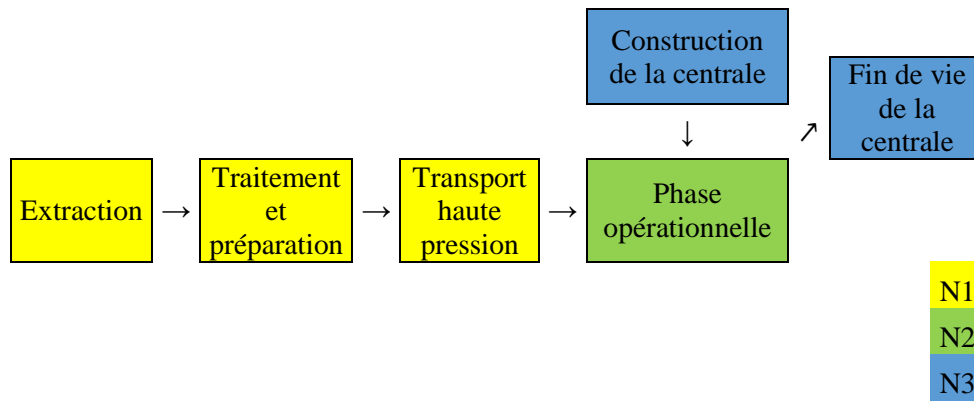 Construction
de la centrale
Fin de vie
de la
centrale
↓
↗
Extraction
→
Traitement
et
préparation
→
Transport
haute
pression
→
Phase
opérationnelle
N1
N2
N3